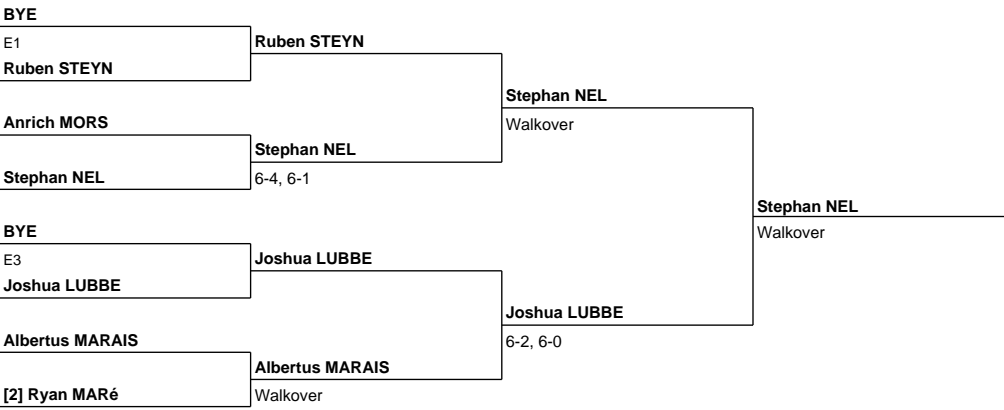 BYE
E1
Ruben STEYN
Ruben STEYN
Anrich MORS
Stephan NEL
Stephan NEL
6-4, 6-1
Stephan NEL
Walkover
BYE
E3
Joshua LUBBE
Joshua LUBBE
Albertus MARAIS
[2] Ryan MARé
Albertus MARAIS
Walkover
Joshua LUBBE
6-2, 6-0
Stephan NEL
Walkover